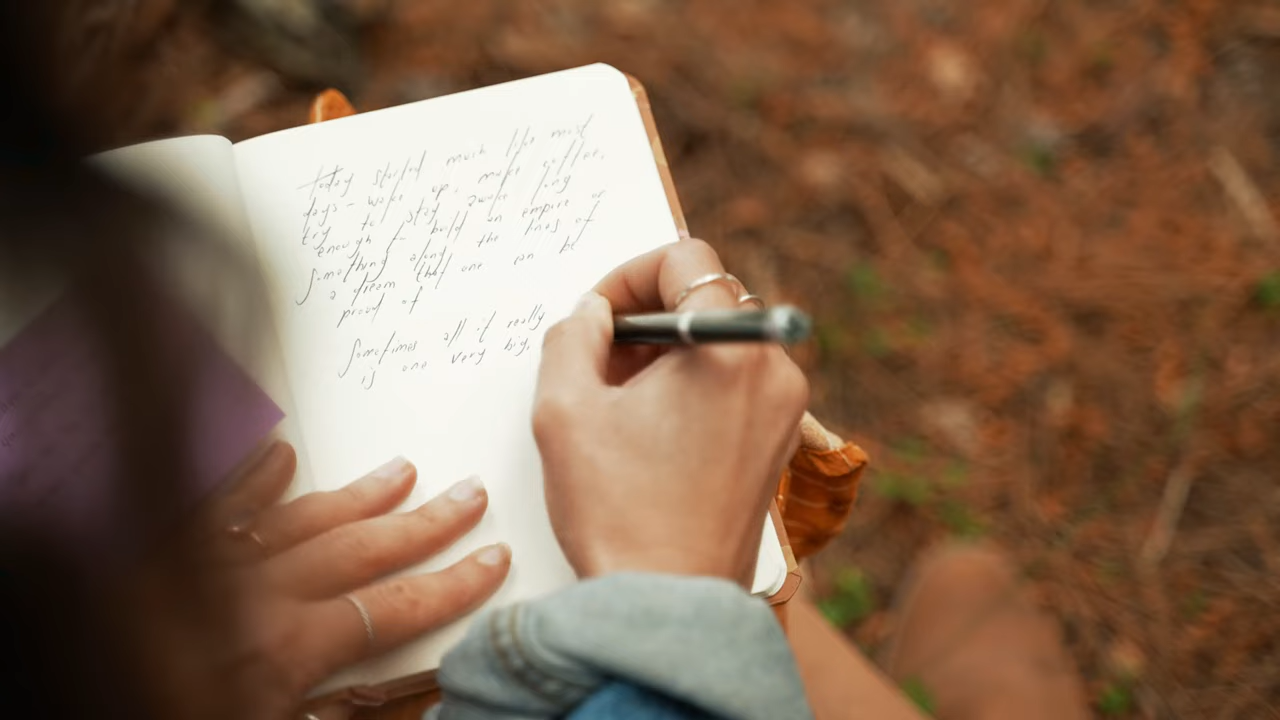 today started much like most
days - wake up, make coffee,
try to stay awake long
enough to build an empire or
something along the lines of
a dream that one can be
proud of
Sometimes all it really
is one very big,